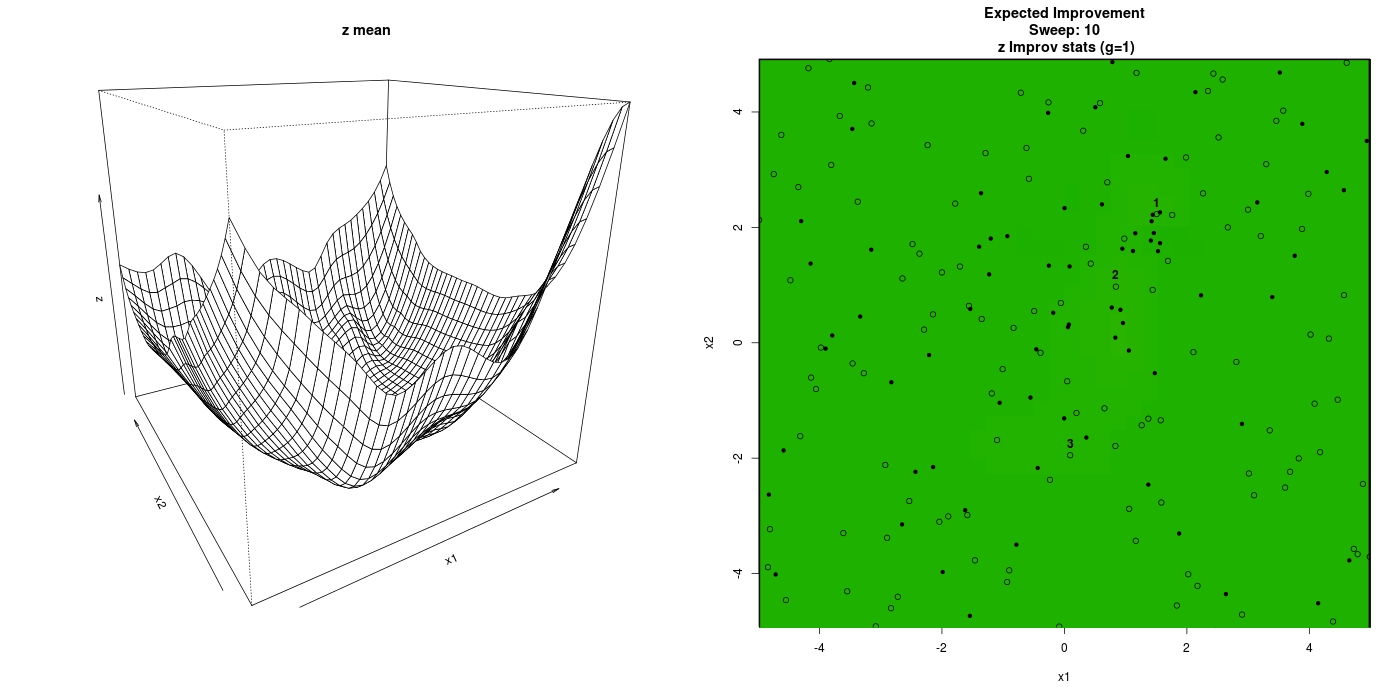 z mean
z
x2
x1
Expected Improvement
Sweep: 10
z Improv stats (g=1)
4
2
0
-2
-4
x2
1
2
3
-4
-2
0
2
4
x1